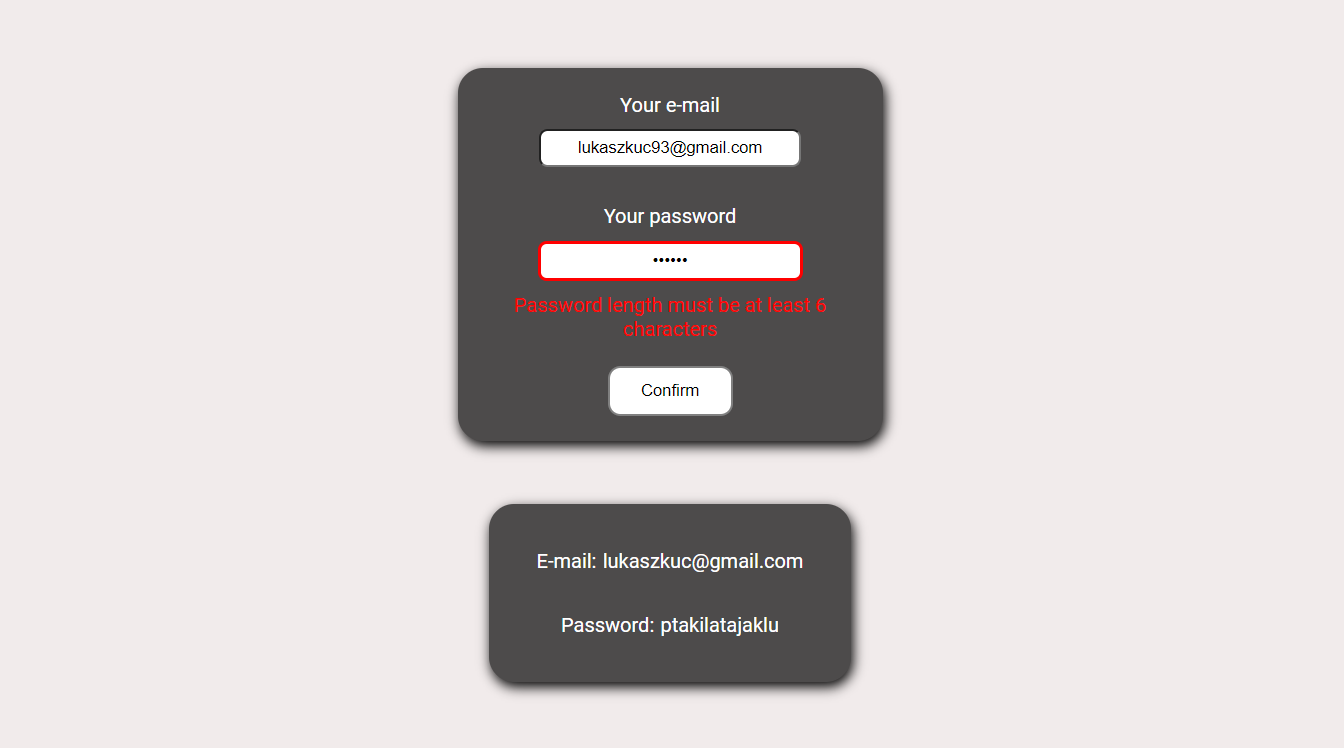 Your e-mail
lukaszkuc93@gmail.com
Your password
••••••
Password length must be at least 6
characters
Confirm
E-mail: lukaszkuc@gmail.com
Password: ptakilatajaklu